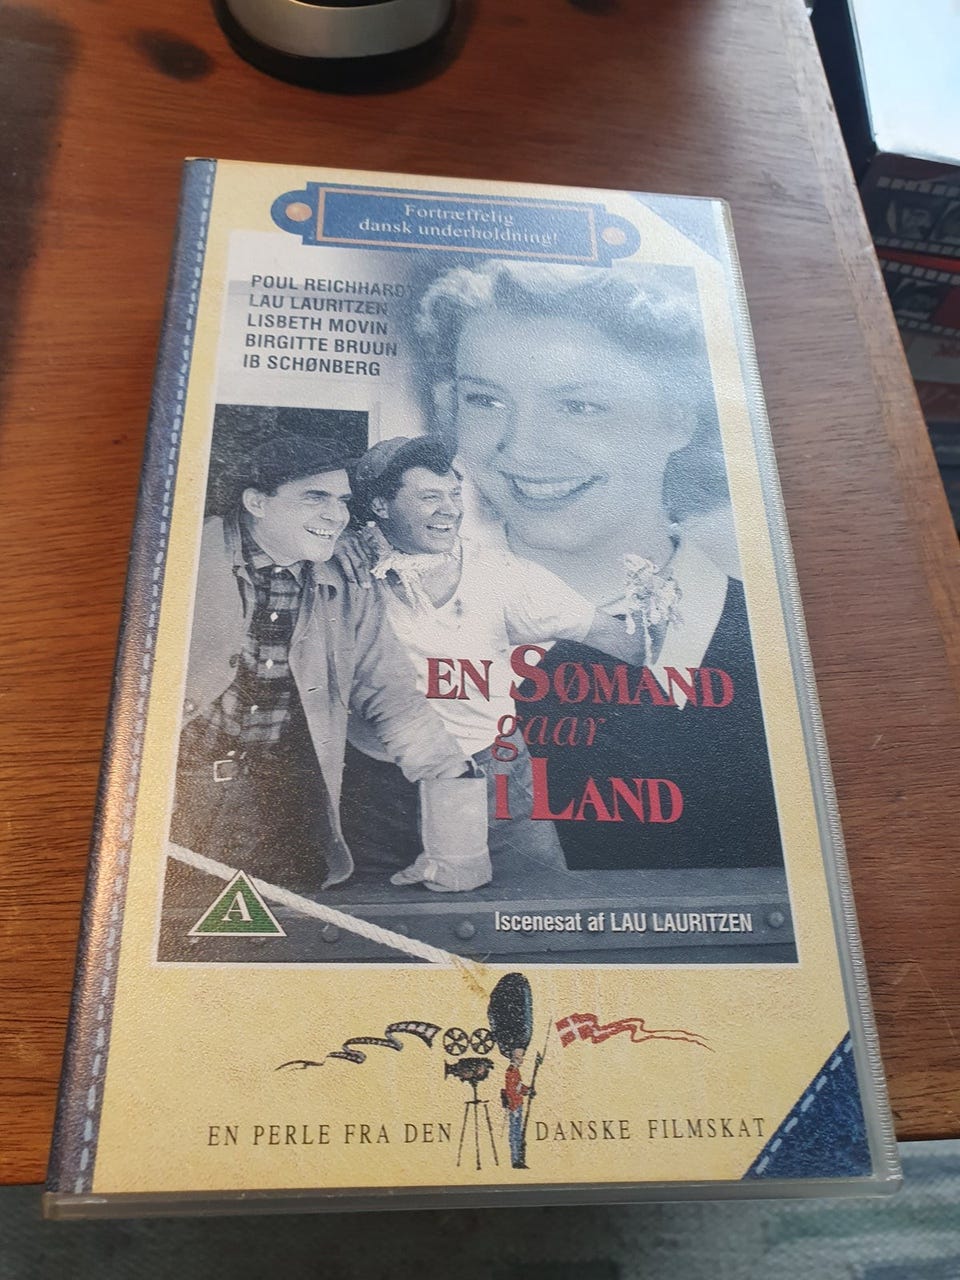 Fortræffelig
dansk underholdning!
POUL REICHHARDT
LAU LAURITZEN
LISBETH MOVIN
BIRGITTE BRUUN
IB SCHØNBERG
EN SØMAND
gaar
I LAND
A
Iscenesat af LAU LAURITZEN
EN PERLE FRA DEN DANSKE FILMSKAT